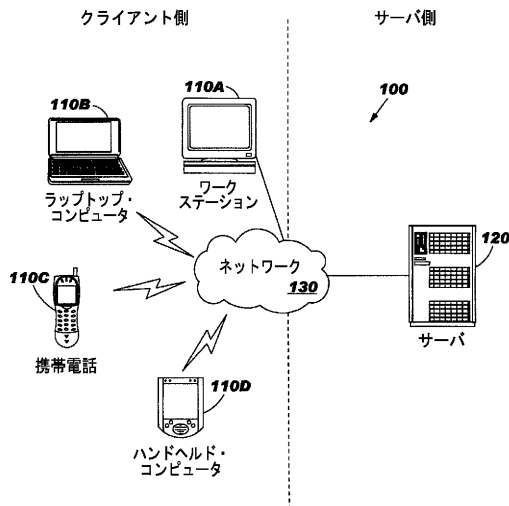 クライアント側
サーバ側
110A
110B
100
ワーク
ステーション
ラップトップ・
コンピュータ
110C
ネットワーク
130
120
携帯電話
サーバ
110D
ハンドヘルド・
コンピュータ